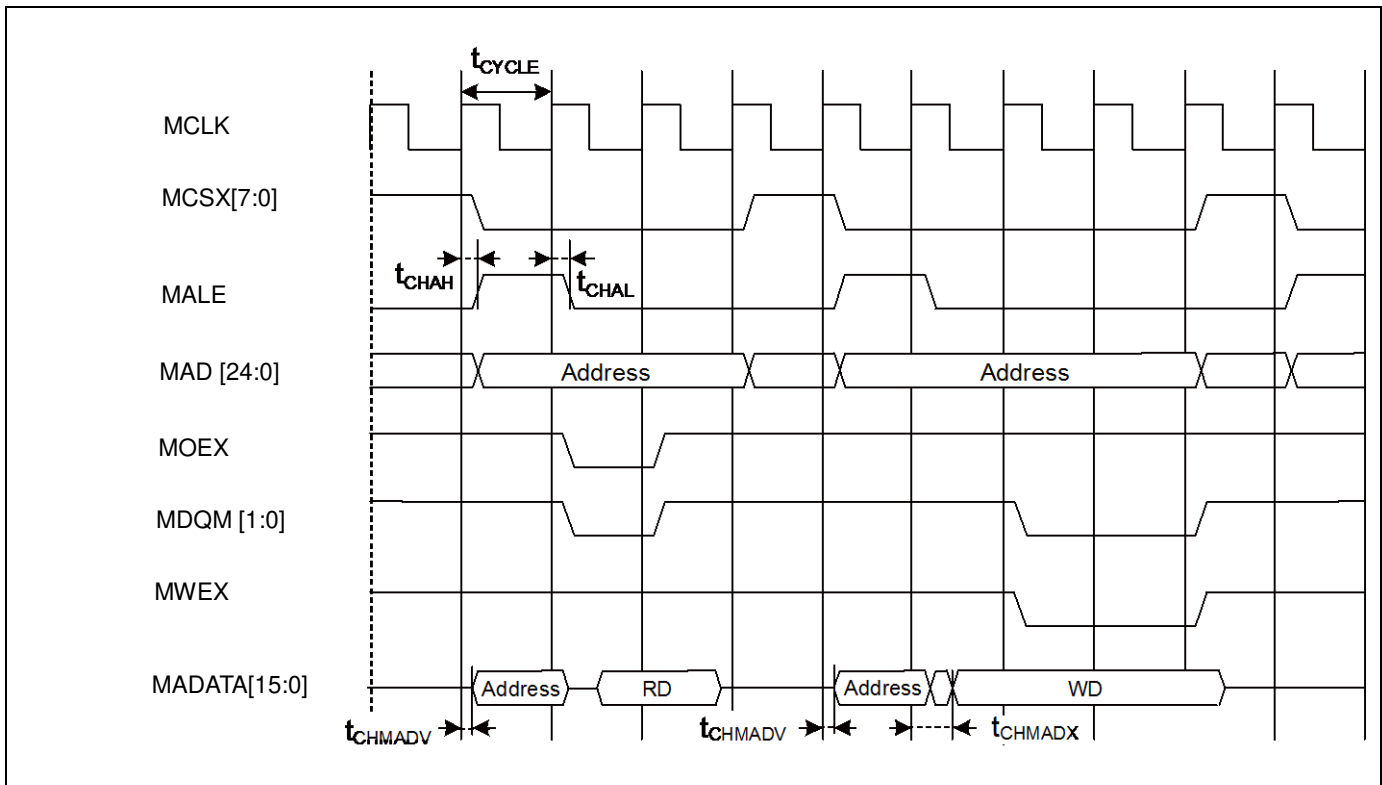 tCYCLE
MCLK
MCSX[7:0]
tCHAH
tCHAL
MALE
MAD [24:0]
Address
Address
MOEX
MDQM [1:0]
MWEX
MADATA[15:0]
Address
RD
Address
WD
tCHMADV
tCHMADV
tCHMADX